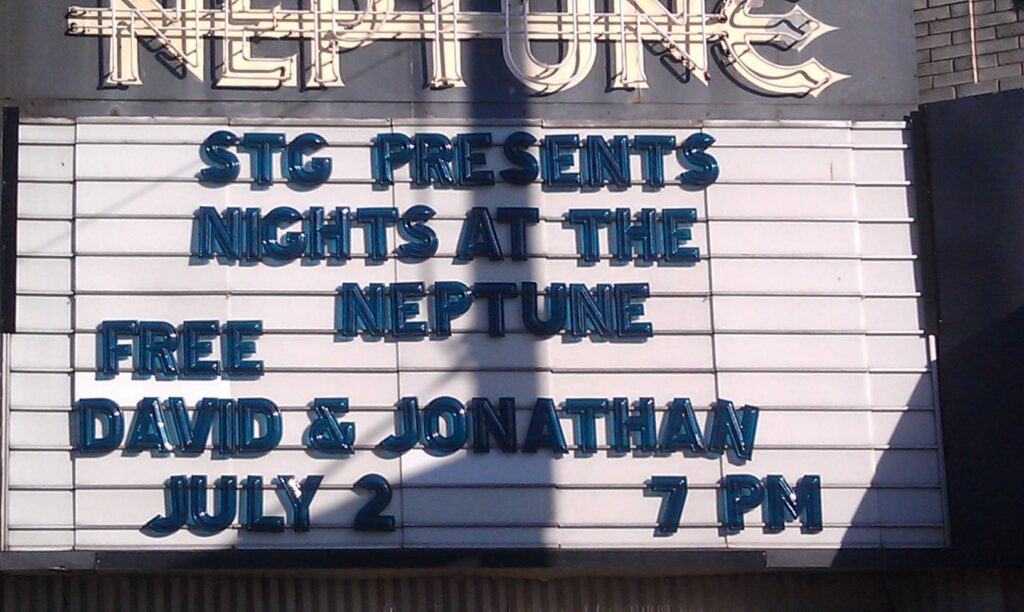 NEPTUNE
STG PRESENTS
NIGHTS AT THE
NEPTUNE
FREE
DAVID & JONATHAN
JULY 2 7 PM